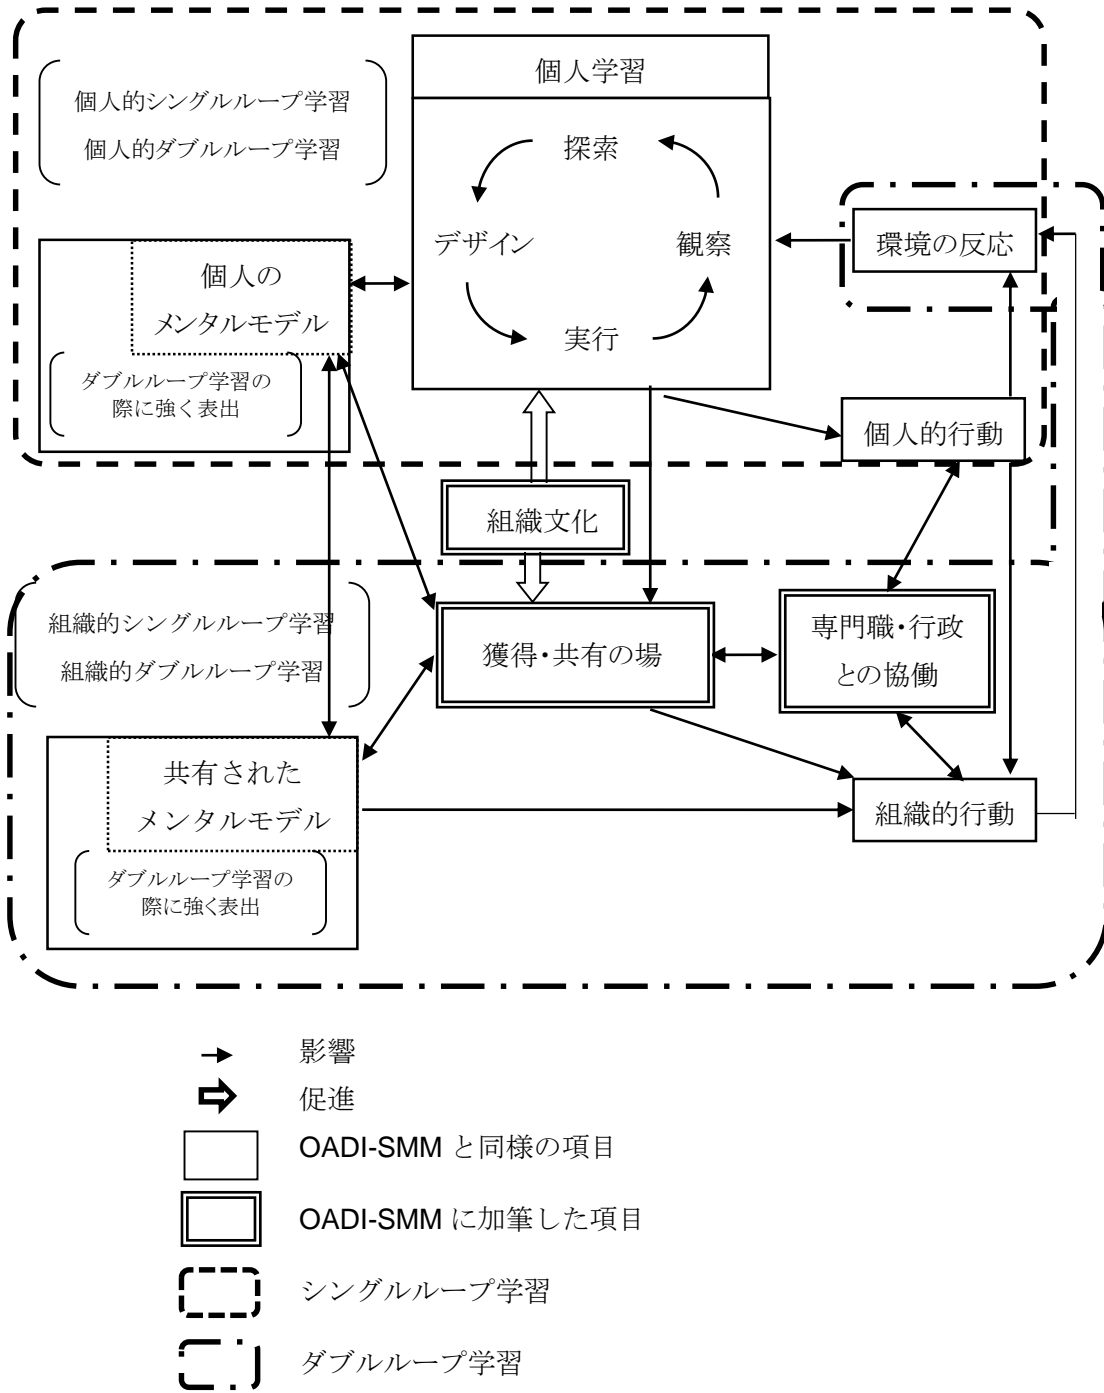 個人学習
個人的シングルループ学習
個人的ダブルループ学習
探索
デザイン
観察
実行
環境の反応
個人の
メンタルモデル
ダブルループ学習の
際に強く表出
個人的行動
組織文化
組織的シングルループ学習
組織的ダブルループ学習
獲得・共有の場
専門職・行政
との協働
共有された
メンタルモデル
組織的行動
ダブルループ学習の
際に強く表出
影響
促進
OADI-SMM と同様の項目
OADI-SMM に加筆した項目
シングルループ学習
ダブルループ学習